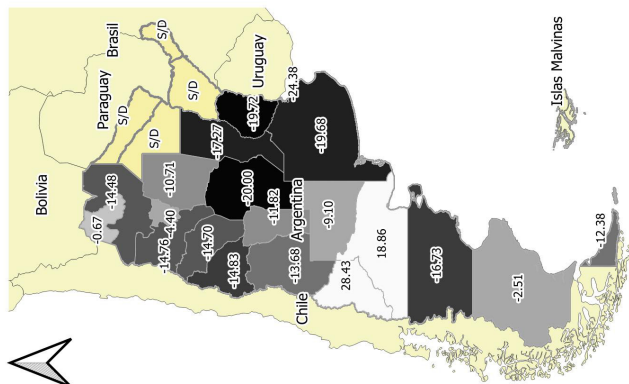 Bolivia
Paraguay
Brasil
-0.67
-14.48
S/D
S/D
S/D
S/D
-14.76
-4.40
-10.71
-14.70
-17.27
-14.83
-20.00
-19.72
Uruguay
-11.82
-24.38
-13.68
Argentina
Chile
-19.68
-9.10
28.43
18.86
-16.73
-2.51
Islas Malvinas
-12.38